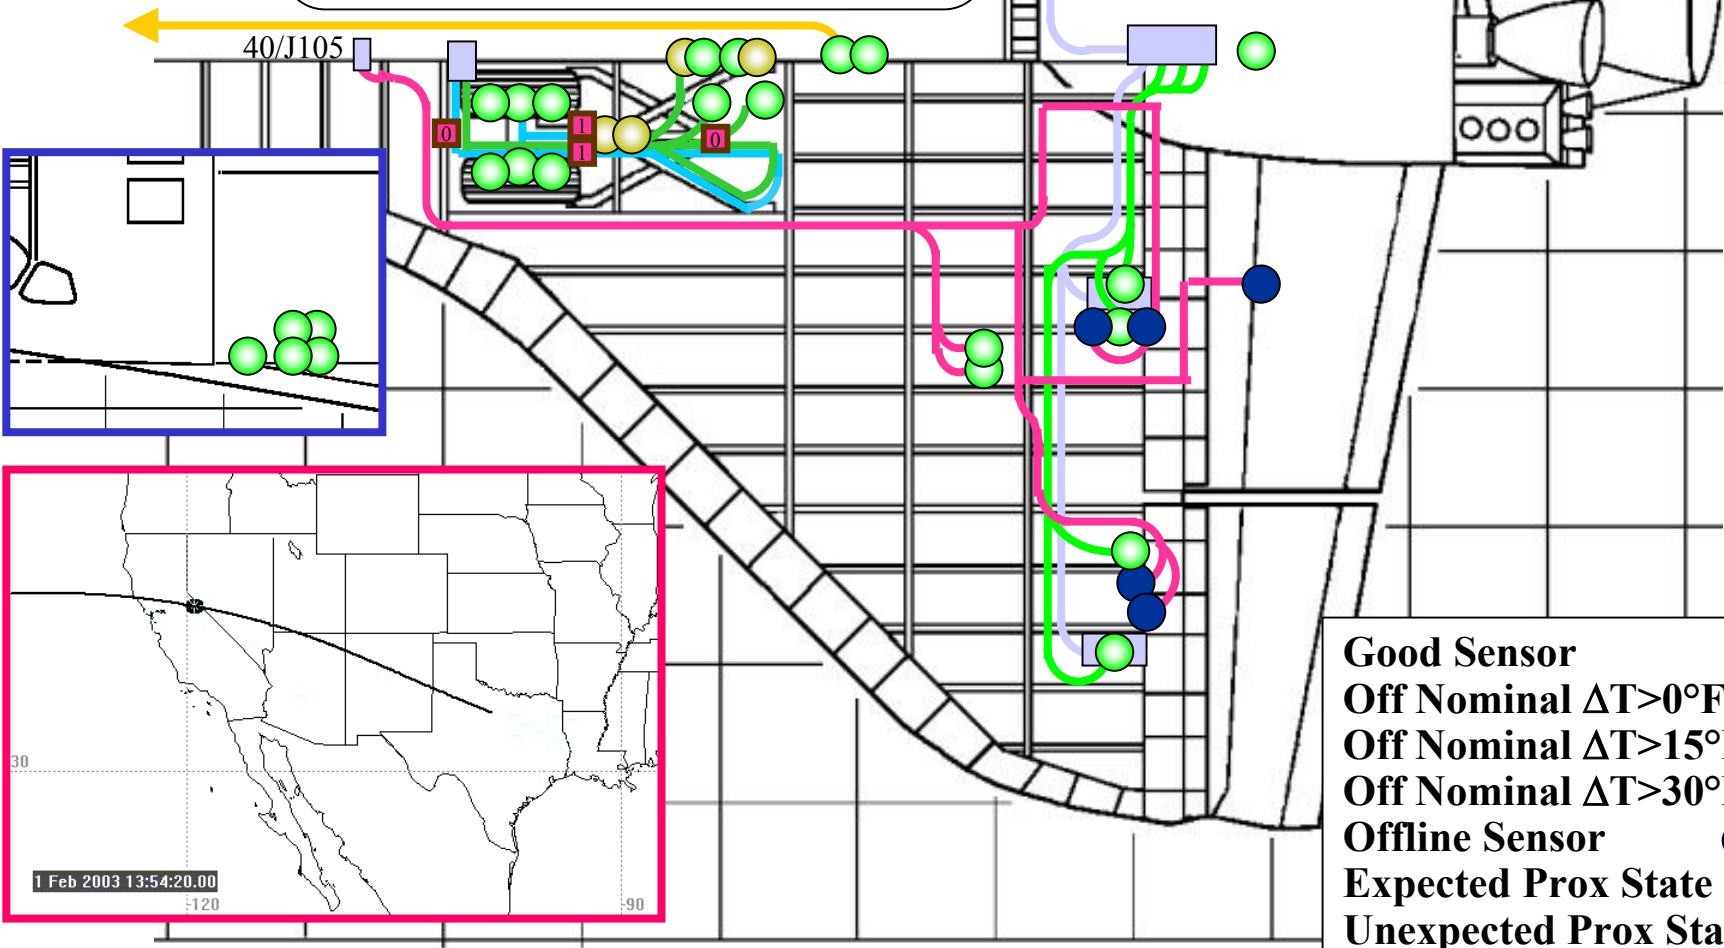 40/J105
0
1
1
0
30
1 Feb 2003 13:54:20.00
-120
-90
Good Sensor
Off Nominal ΔT>0°F
Off Nominal ΔT>15°
Off Nominal ΔT>30°
Offline Sensor
Expected Prox State
Unexpected Prox Sta